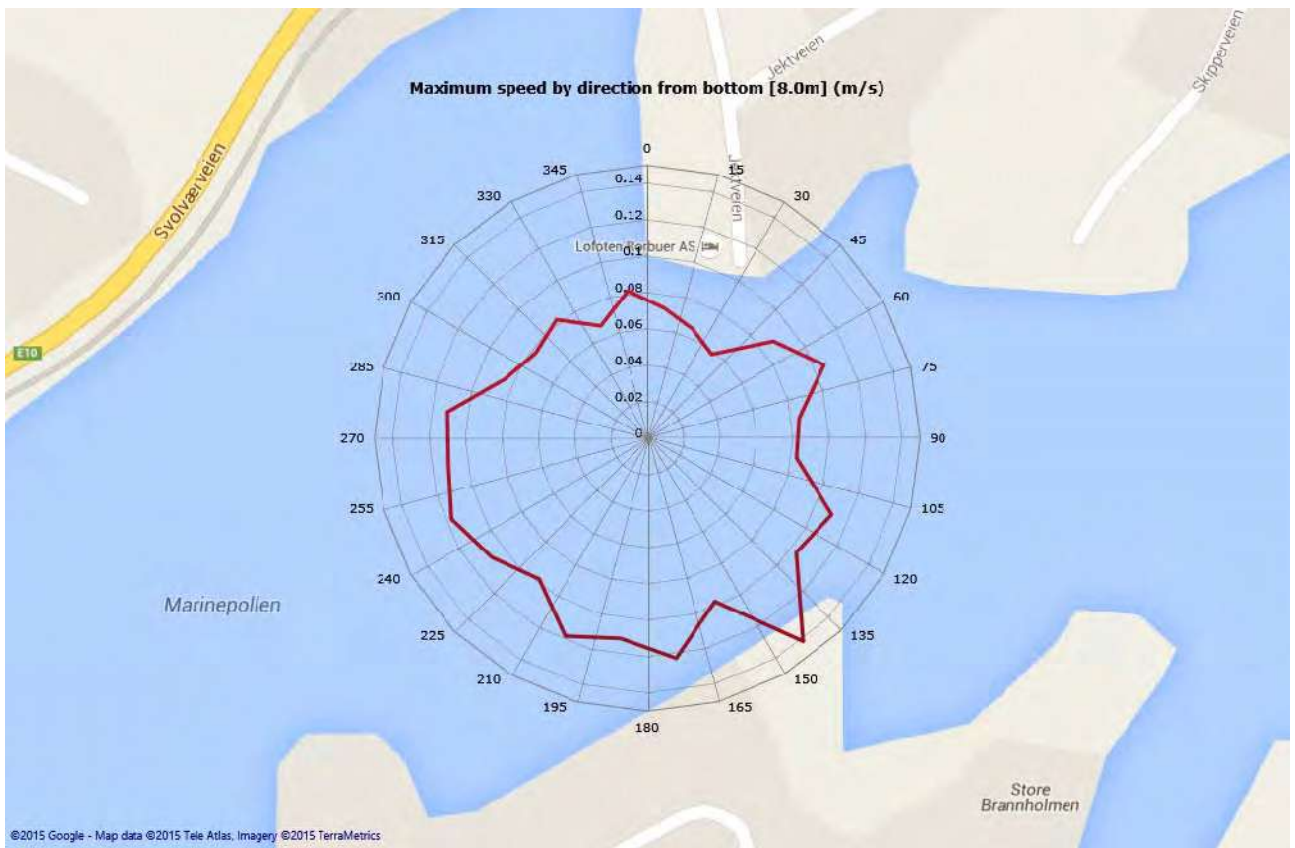 Jektveien
Skipperveien
Maximum speed by direction from bottom [8.0m] (m/s)
Svolværveien
0
345
15
0.14
Jektveien
330
30
0.12
315
45
Lofoten Rorbuer AS
0.1
300
0.08
60
0.06
E10
285
0.04
75
0.02
0
270
90
255
105
240
120
Marinepollen
225
135
210
150
195
165
180
Store
Brannholmen
©2015 Google - Map data ©2015 Tele Atlas, Imagery ©2015 TerraMetrics